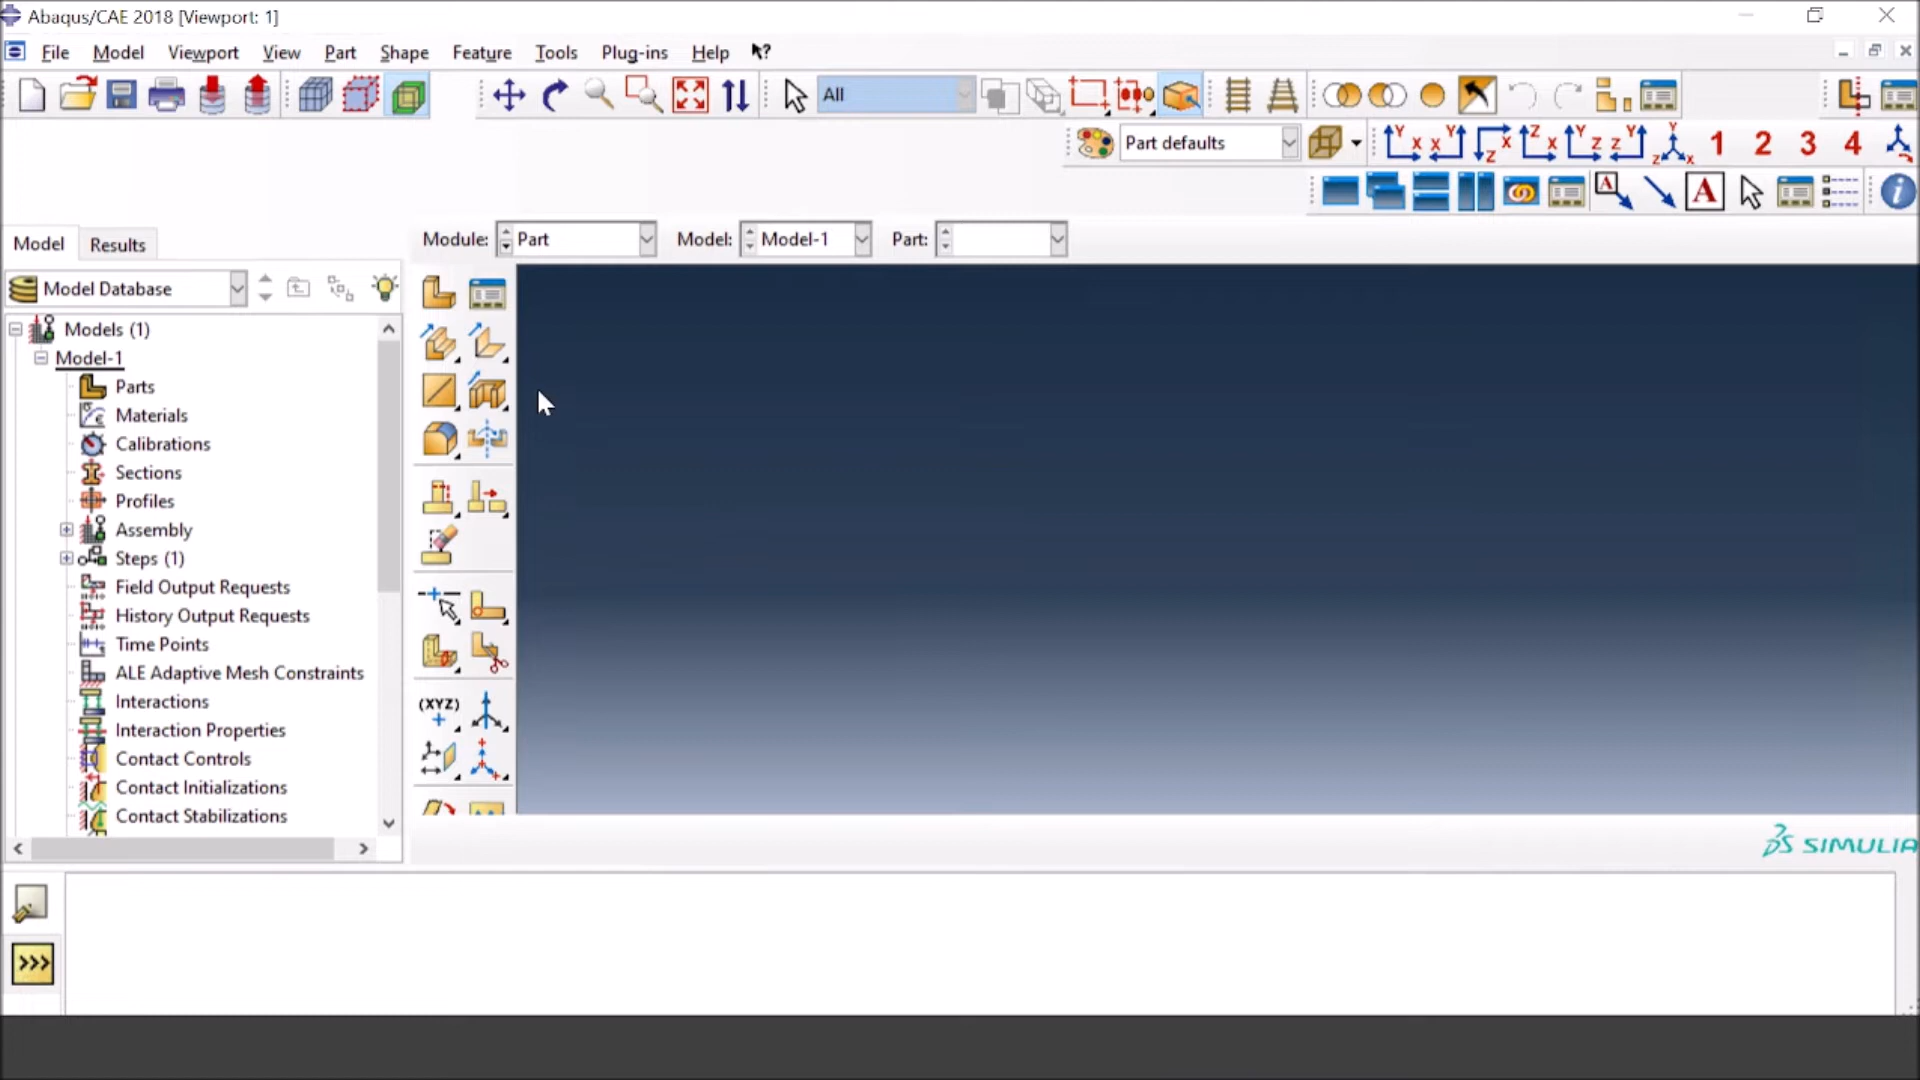 Abaqus/CAE 2018 [Viewport: 1]
File Model Viewport View Part Shape Feature Tools Plug-ins Help
All
Part defaults
1 2 3 4
A A i
Model Results
Module: Part Model: Model-1 Part:
Model Database
Models (1)
Model-1
Parts
Materials
Calibrations
Sections
Profiles
Assembly
Steps (1)
Field Output Requests
History Output Requests
Time Points
ALE Adaptive Mesh Constraints
Interactions
Interaction Properties
Contact Controls
Contact Initializations
Contact Stabilizations
(XYZ)
SIMULIA
>>>